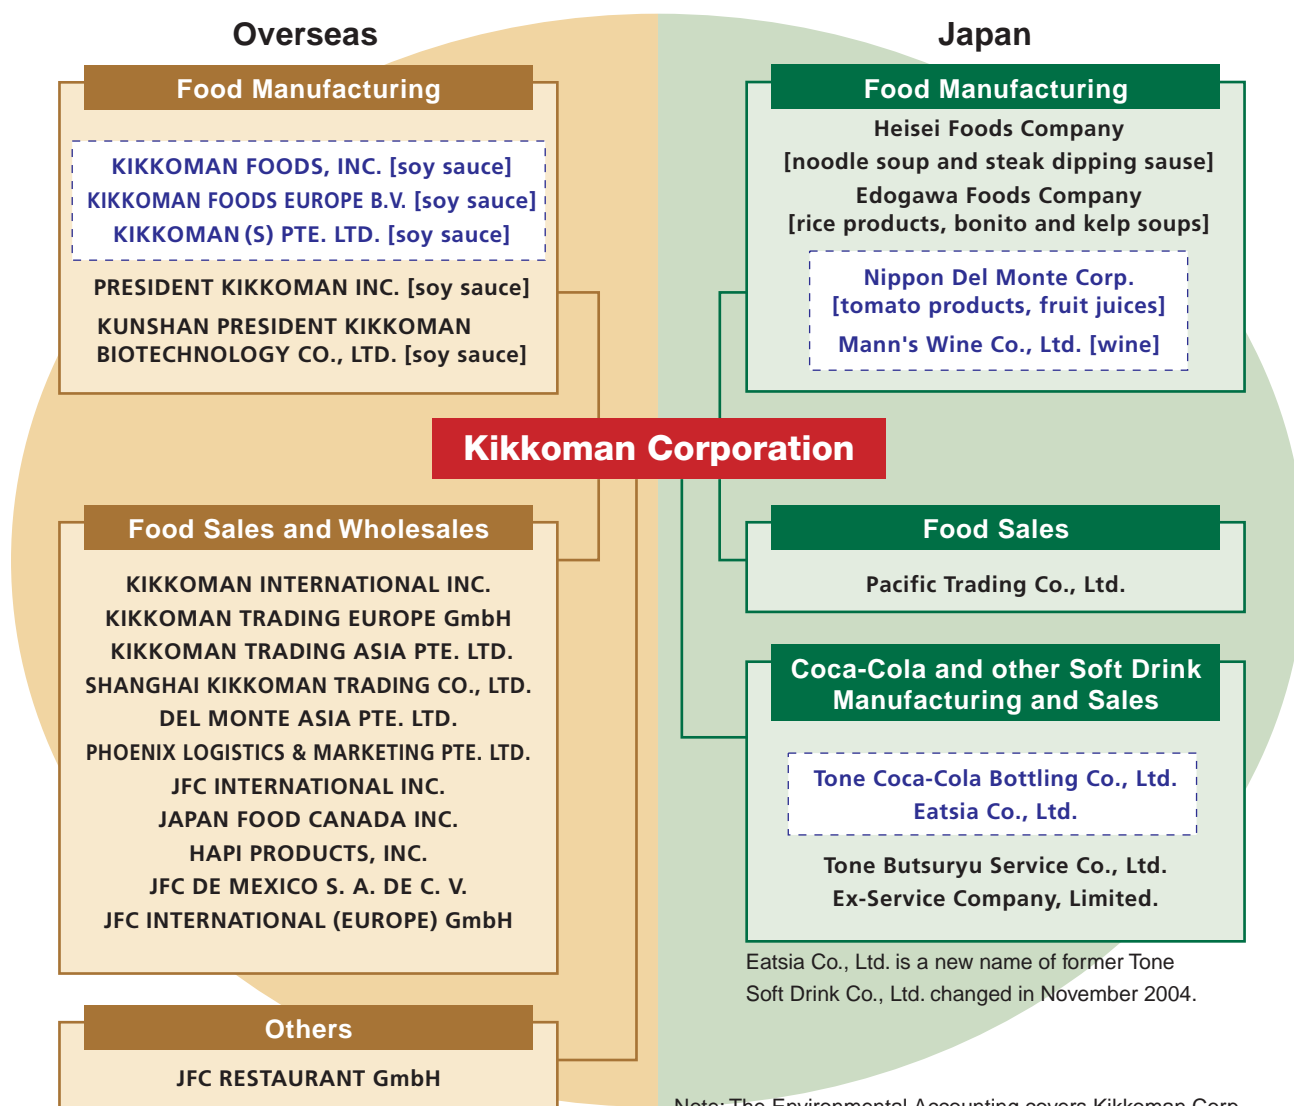 Overseas
Food Manufacturing
KIKKOMAN FOODS, INC. [soy sauce]
KIKKOMAN FOODS EUROPE B.V. [soy sauce]
KIKKOMAN (S) PTE. LTD. [soy sauce]
PRESIDENT KIKKOMAN INC. [soy sauce]
KUNSHAN PRESIDENT KIKKOMAN
BIOTECHNOLOGY CO., LTD. [soy sauce]
Japan
Food Manufacturing
Heisei Foods Company
[noodle soup and steak dipping sause]
Edogawa Foods Company
[rice products, bonito and kelp soups]
Nippon Del Monte Corp.
[tomato products, fruit juices]
Mann's Wine Co., Ltd. [wine]
Kikkoman Corporation
Food Sales and Wholesales
KIKKOMAN INTERNATIONAL INC.
KIKKOMAN TRADING EUROPE GmbH
KIKKOMAN TRADING ASIA PTE. LTD.
SHANGHAI KIKKOMAN TRADING CO., LTD.
DEL MONTE ASIA PTE. LTD.
PHOENIX LOGISTICS & MARKETING PTE. LTD.
JFC INTERNATIONAL INC.
JAPAN FOOD CANADA INC.
HAPI PRODUCTS, INC.
JFC DE MEXICO S. A. DE C. V.
JFC INTERNATIONAL (EUROPE) GmbH
Others
JFC RESTAURANT GmbH
Food Sales
Pacific Trading Co., Ltd.
Coca-Cola and other Soft Drink
Manufacturing and Sales
Tone Coca-Cola Bottling Co., Ltd.
Eatsia Co., Ltd.
Tone Butsuryu Service Co., Ltd.
Ex-Service Company, Limited.
Eatsia Co., Ltd. is a new name of former Tone
Soft Drink Co., Ltd. changed in November 2004.
Note: The Environmental Accounting covers Kikkoman Corp.